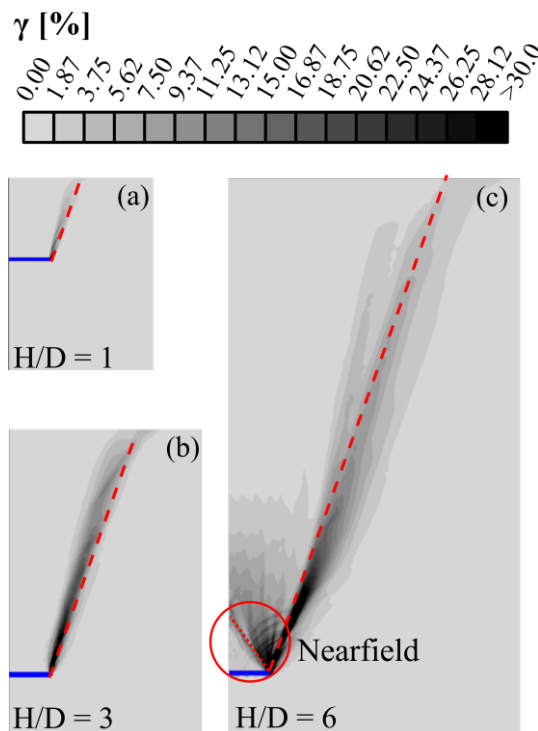 γ [%]
0.00 1.87 3.75 5.62 7.50 9.37 11.25 13.12 15.00 16.87 18.75 20.62 22.50 24.37 26.25 28.12 >30.0
(a)
H/D = 1
(b)
H/D = 3
(c)
Nearfield
H/D = 6